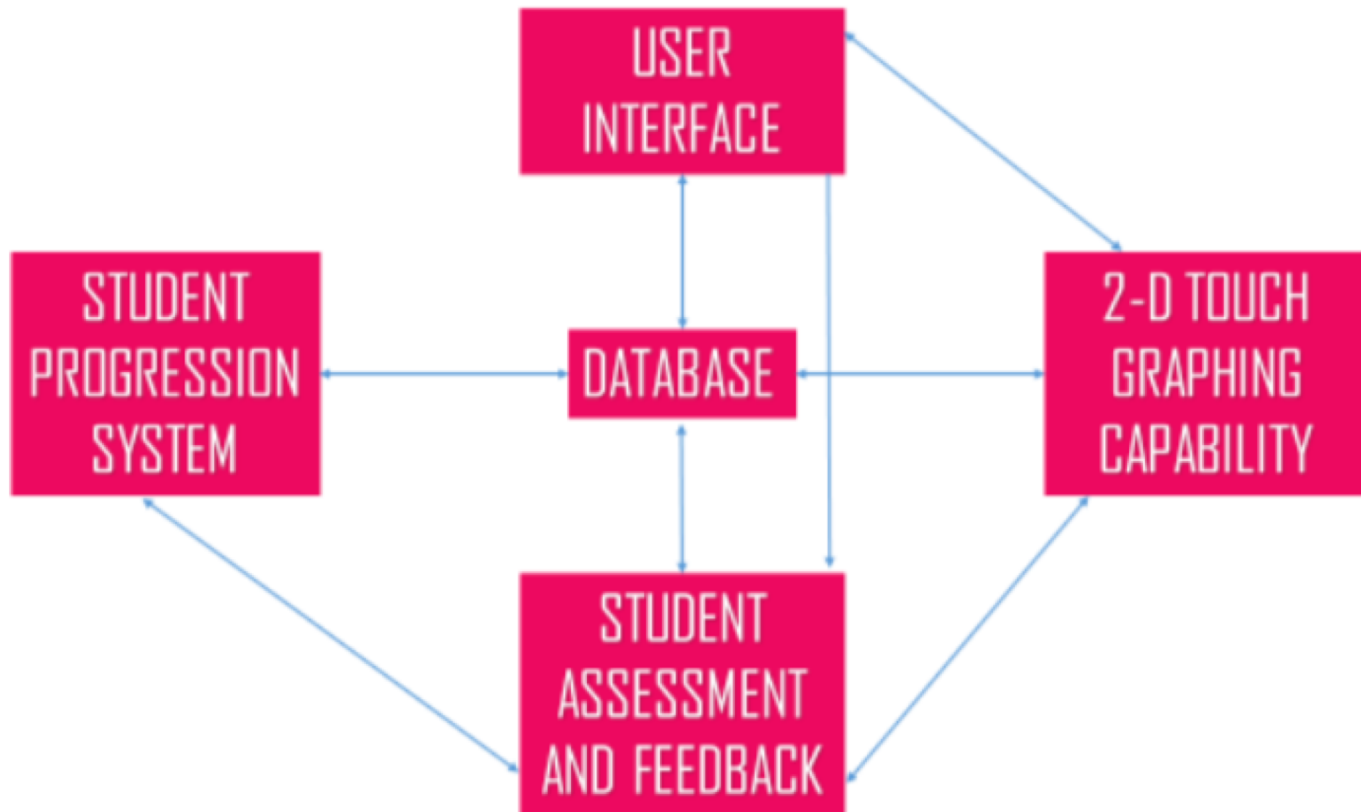 USER
INTERFACE
STUDENT
PROGRESSION
SYSTEM
DATABASE
2-D TOUCH
GRAPHING
CAPABILITY
STUDENT
ASSESSMENT
AND FEEDBACK